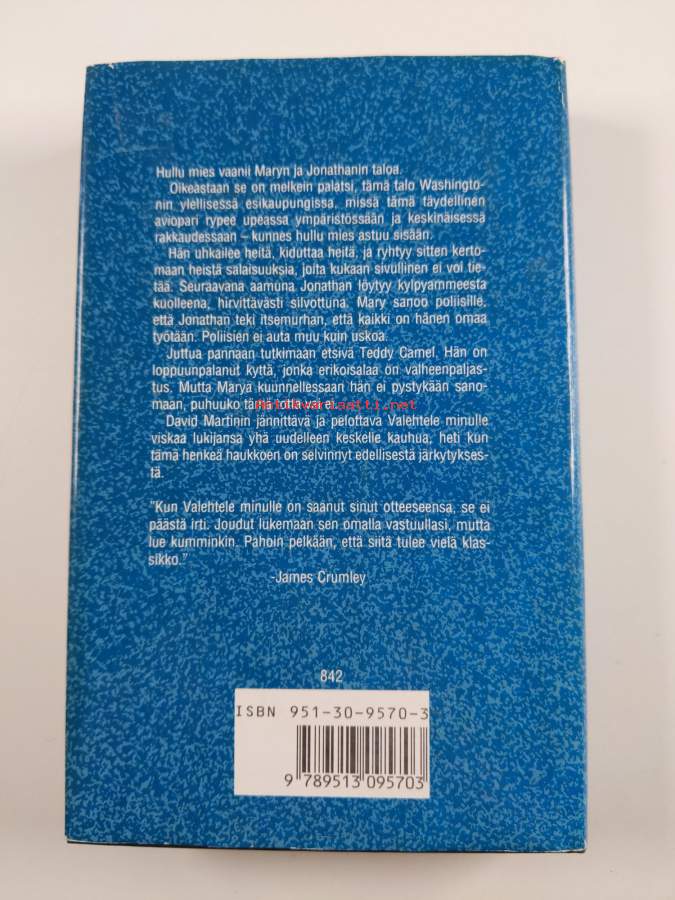 Hullu mies vaanii Maryn ja Jonathanin taloa.
Oikeastaan se on melkein palatsi, tämä talo Washingto-
nin ylellisessä esikaupungissa, missä tämä täydellinen
aviopari rypee upeassa ympäristössään ja keskinäisessä
rakkaudessaan – kunnes hullu mies astuu sisään.
Hän uhkailee heitä, kiduttaa heitä, ja ryhtyy sitten kerto-
maan heistä salaisuuksia, joita kukaan sivullinen ei voi tie-
tää. Seuraavana aamuna Jonathan löytyy kylpyammeesta
kuolleena, hirvittävästi silvottuna. Mary sanoo poliisille,
että Jonathan teki itsemurhan, että kaikki on hänen omaa
työtään. Poliisien ei auta muu kuin uskoa.
Juttua pannaan tutkimaan etsivä Teddy Camel. Hän on
loppuunpalanut kyttä, jonka erikoisalaa on valheenpaljas-
tus. Mutta Marya kuunnellessaan hän ei pystykään sano-
maan, puhuuko tämä totta vai ei.
Antikvariaatti.net
David Martinin jännittävä ja pelottava Valehtele minulle
viskaa lukijansa yhä uudelleen keskelle kauhua, heti kun
tämä henkeä haukkoen on selvinnyt edellisestä järkytykses-
tä.
"Kun Valehtele minulle on saanut sinut otteeseensa, se ei
päästä irti. Joudut lukemaan sen omalla vastuullasi, mutta
lue kumminkin. Pahoin pelkään, että siitä tulee vielä klas-
sikko."
-James Crumley
842
ISBN 951-30-9570-3
9 789513 095703